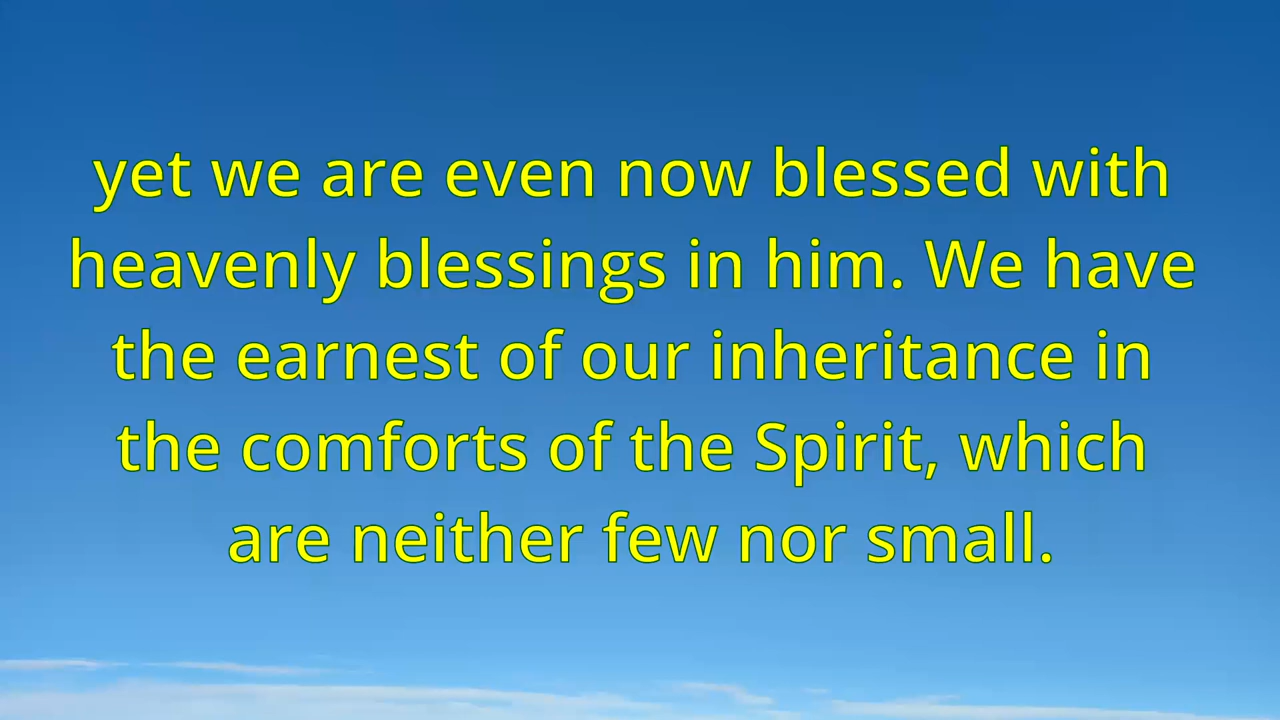 yet we are even now blessed with
heavenly blessings in him. We have
the earnest of our inheritance in
the comforts of the Spirit, which
are neither few nor small.